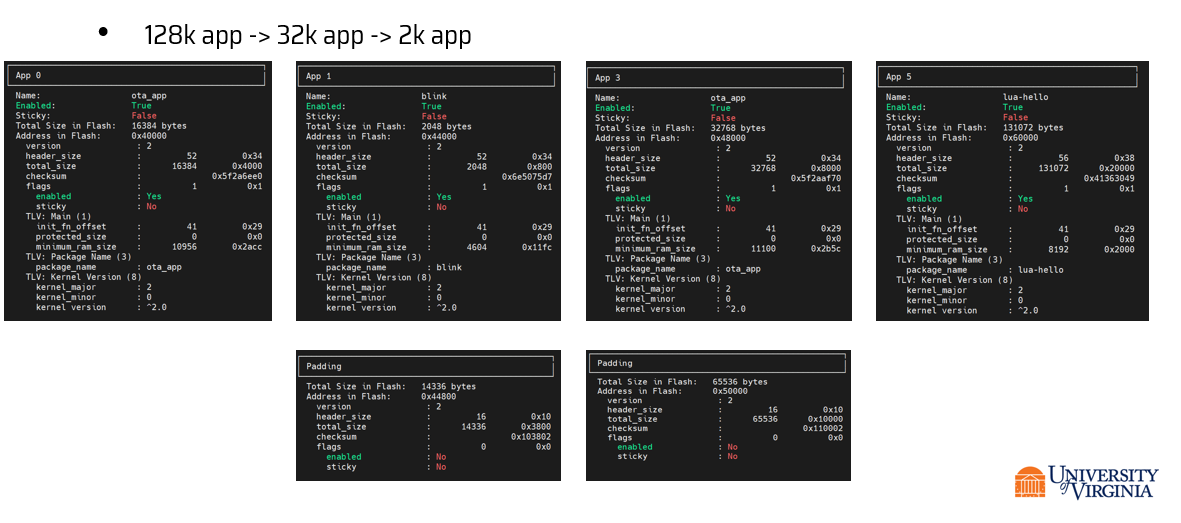 • 128k app -> 32k app -> 2k app
App 0
Name: ota_app
Enabled: True
Sticky: False
Total Size in Flash: 16384 bytes
Address in Flash: 0x40000
version : 2
header_size : 52 0x34
total_size : 16384 0x4000
checksum : 0x5f2a6ee0
flags : 1 0x1
enabled : Yes
sticky : No
TLV: Main (1)
init_fn_offset : 41 0x29
protected_size : 0 0x0
minimum_ram_size : 10956 0x2acc
TLV: Package Name (3)
package_name : ota_app
TLV: Kernel Version (8)
kernel_major : 2
kernel_minor : 0
kernel version : ^2.0
App 1
Name: blink
Enabled: True
Sticky: False
Total Size in Flash: 2048 bytes
Address in Flash: 0x44000
version : 2
header_size : 52 0x34
total_size : 2048 0x800
checksum : 0x6e5075d7
flags : 1 0x1
enabled : Yes
sticky : No
TLV: Main (1)
init_fn_offset : 41 0x29
protected_size : 0 0x0
minimum_ram_size : 4604 0x11fc
TLV: Package Name (3)
package_name : blink
TLV: Kernel Version (8)
kernel_major : 2
kernel_minor : 0
kernel version : ^2.0
App 3
Name: ota_app
Enabled: True
Sticky: False
Total Size in Flash: 32768 bytes
Address in Flash: 0x48000
version : 2
header_size : 52 0x34
total_size : 32768 0x8000
checksum : 0x5f2aaf70
flags : 1 0x1
enabled : Yes
sticky : No
TLV: Main (1)
init_fn_offset : 41 0x29
protected_size : 0 0x0
minimum_ram_size : 11100 0x2b5c
TLV: Package Name (3)
package_name : ota_app
TLV: Kernel Version (8)
kernel_major : 2
kernel_minor : 0
kernel version : ^2.0
App 5
Name: lua-hello
Enabled: True
Sticky: False
Total Size in Flash: 131072 bytes
Address in Flash: 0x60000
version : 2
header_size : 56 0x38
total_size : 131072 0x20000
checksum : 0x41363049
flags : 1 0x1
enabled : Yes
sticky : No
TLV: Main (1)
init_fn_offset : 41 0x29
protected_size : 0 0x0
minimum_ram_size : 8192 0x2000
TLV: Package Name (3)
package_name : lua-hello
TLV: Kernel Version (8)
kernel_major : 2
kernel_minor : 0
kernel version : ^2.0
Padding
Total Size in Flash: 14336 bytes
Address in Flash: 0x44800
version : 2
header_size : 16 0x10
total_size : 14336 0x3800
checksum : 0x103802
flags : 0 0x0
enabled : No
sticky : No
Padding
Total Size in Flash: 65536 bytes
Address in Flash: 0x50000
version : 2
header_size : 16 0x10
total_size : 65536 0x10000
checksum : 0x110002
flags : 0 0x0
enabled : No
sticky : No
UNIVERSITY
of VIRGINIA